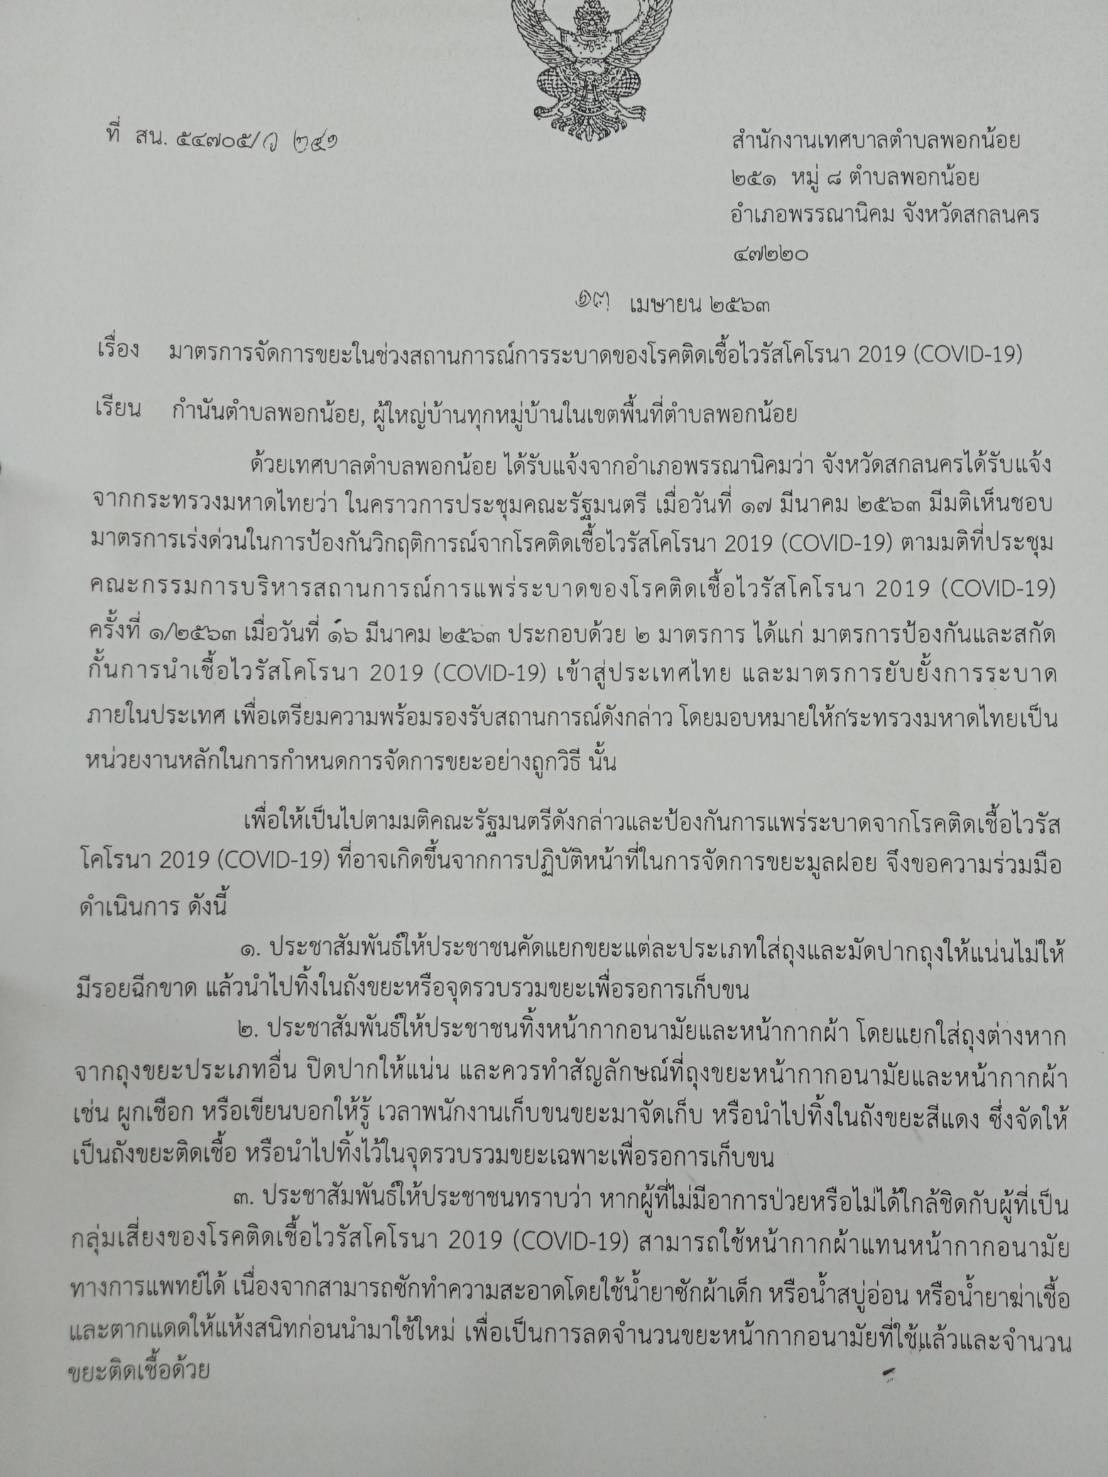 ที่ สน. ๕๔๗๐๕/ว ๒๔๑
สำนักงานเทศบาลตำบลพอกน้อย
๒๕๑ หมู่ ๘ ตำบลพอกน้อย
อำเภอพรรณานิคม จังหวัดสกลนคร
๔๗๒๒๐
๑๓ เมษายน ๒๕๖๓
เรื่อง มาตรการจัดการขยะในช่วงสถานการณ์การระบาดของโรคติดเชื้อไวรัสโคโรนา 2019 (COVID-19)
เรียน กำนันตำบลพอกน้อย, ผู้ใหญ่บ้านทุกหมู่บ้านในเขตพื้นที่ตำบลพอกน้อย
ด้วยเทศบาลตำบลพอกน้อย ได้รับแจ้งจากอำเภอพรรณานิคมว่า จังหวัดสกลนครได้รับแจ้ง
จากกระทรวงมหาดไทยว่า ในคราวการประชุมคณะรัฐมนตรี เมื่อวันที่ ๑๗ มีนาคม ๒๕๖๓ มีมติเห็นชอบ
มาตรการเร่งด่วนในการป้องกันวิกฤติการณ์จากโรคติดเชื้อไวรัสโคโรนา 2019 (COVID-19) ตามมติที่ประชุม
คณะกรรมการบริหารสถานการณ์การแพร่ระบาดของโรคติดเชื้อไวรัสโคโรนา 2019 (COVID-19)
ครั้งที่ ๑/๒๕๖๓ เมื่อวันที่ ๑๖ มีนาคม ๒๕๖๓ ประกอบด้วย ๒ มาตรการ ได้แก่ มาตรการป้องกันและสกัด
กั้นการนำเชื้อไวรัสโคโรนา 2019 (COVID-19) เข้าสู่ประเทศไทย และมาตรการยับยั้งการระบาด
ภายในประเทศ เพื่อเตรียมความพร้อมรองรับสถานการณ์ดังกล่าว โดยมอบหมายให้กระทรวงมหาดไทยเป็น
หน่วยงานหลักในการกำหนดการจัดการขยะอย่างถูกวิธี นั้น
เพื่อให้เป็นไปตามมติคณะรัฐมนตรีดังกล่าวและป้องกันการแพร่ระบาดจากโรคติดเชื้อไวรัส
โคโรนา 2019 (COVID-19) ที่อาจเกิดขึ้นจากการปฏิบัติหน้าที่ในการจัดการขยะมูลฝอย จึงขอความร่วมมือ
ดำเนินการ ดังนี้
๑. ประชาสัมพันธ์ให้ประชาชนคัดแยกขยะแต่ละประเภทใส่ถุงและมัดปากถุงให้แน่นไม่ให้
มีรอยฉีกขาด แล้วนำไปทิ้งในถังขยะหรือจุดรวบรวมขยะเพื่อรอการเก็บขน
๒. ประชาสัมพันธ์ให้ประชาชนทิ้งหน้ากากอนามัยและหน้ากากผ้า โดยแยกใส่ถุงต่างหาก
จากถุงขยะประเภทอื่น ปิดปากให้แน่น และควรทำสัญลักษณ์ที่ถุงขยะหน้ากากอนามัยและหน้ากากผ้า
เช่น ผูกเชือก หรือเขียนบอกให้รู้ เวลาพนักงานเก็บขนขยะมาจัดเก็บ หรือนำไปทิ้งในถังขยะสีแดง ซึ่งจัดให้
เป็นถังขยะติดเชื้อ หรือนำไปทิ้งไว้ในจุดรวบรวมขยะเฉพาะเพื่อรอการเก็บขน
๓. ประชาสัมพันธ์ให้ประชาชนทราบว่า หากผู้ที่ไม่มีอาการป่วยหรือไม่ได้ใกล้ชิดกับผู้ที่เป็น
กลุ่มเสี่ยงของโรคติดเชื้อไวรัสโคโรนา 2019 (COVID-19) สามารถใช้หน้ากากผ้าแทนหน้ากากอนามัย
ทางการแพทย์ได้ เนื่องจากสามารถซักทำความสะอาดโดยใช้น้ำยาซักผ้าเด็ก หรือน้ำสบู่อ่อน หรือน้ำยาฆ่าเชื้อ
และตากแดดให้แห้งสนิทก่อนนำมาใช้ใหม่ เพื่อเป็นการลดจำนวนขยะหน้ากากอนามัยที่ใช้แล้วและจำนวน
ขยะติดเชื้อด้วย